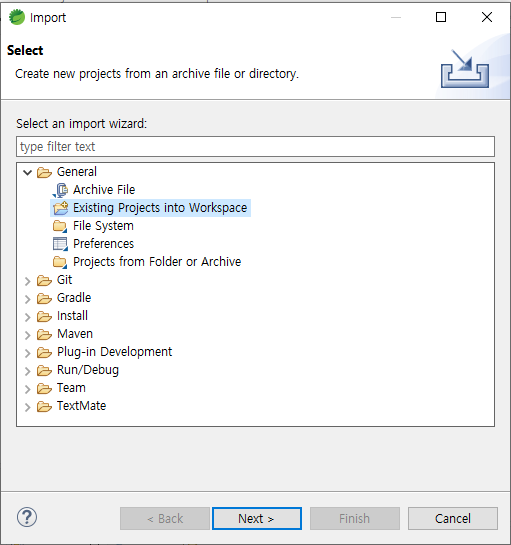 Import
Select
Create new projects from an archive file or directory.
Select an import wizard:
type filter text
General
Archive File
Existing Projects into Workspace
File System
Preferences
Projects from Folder or Archive
Git
Gradle
Install
Maven
Plug-in Development
Run/Debug
Team
TextMate
? < Back Next > Finish Cancel